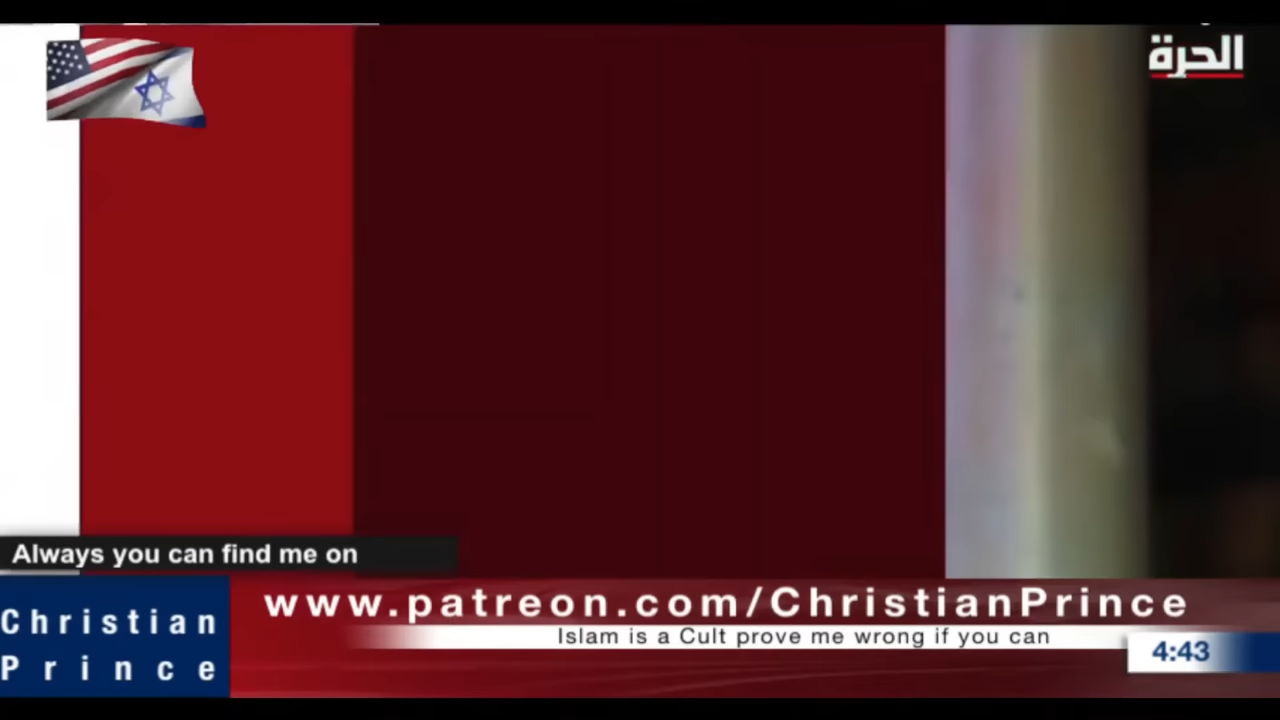 الحرة
Always you can find me on
Christian
Prince
www.patreon.com/ChristianPrince
Islam is a Cult prove me wrong if you can
4:43